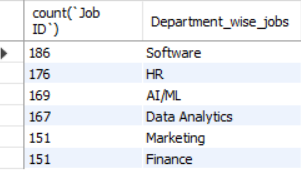 count(`Job ID`) Department_wise_jobs
186 Software
176 HR
169 AI/ML
167 Data Analytics
151 Marketing
151 Finance